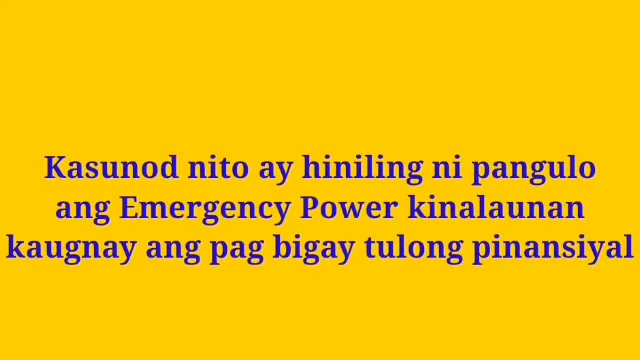 Kasunod nito ay hiniling ni pangulo
ang Emergency Power kinalaunan
kaugnay ang pag bigay tulong pinansiyal